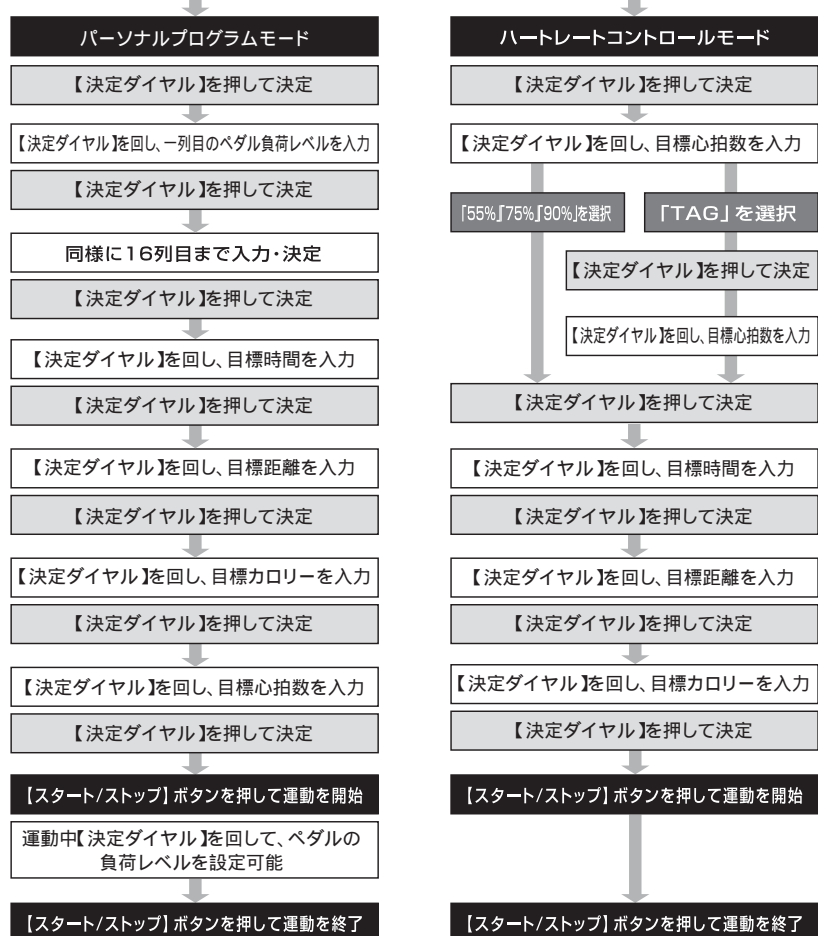 パーソナルプログラムモード
【決定ダイヤル】を押して決定
【決定ダイヤル】を回し、一列目のペダル負荷レベルを入力
【決定ダイヤル】を押して決定
同様に16列目まで入力・決定
【決定ダイヤル】を押して決定
【決定ダイヤル】を回し、目標時間を入力
【決定ダイヤル】を押して決定
【決定ダイヤル】を回し、目標距離を入力
【決定ダイヤル】を押して決定
【決定ダイヤル】を回し、目標カロリーを入力
【決定ダイヤル】を押して決定
【決定ダイヤル】を回し、目標心拍数を入力
【決定ダイヤル】を押して決定
【スタート/ストップ】ボタンを押して運動を開始
運動中【決定ダイヤル】を回して、ペダルの
負荷レベルを設定可能
【スタート/ストップ】ボタンを押して運動を終了
ハートレートコントロールモード
【決定ダイヤル】を押して決定
【決定ダイヤル】を回し、目標心拍数を入力
「55%」「75%」「90%」を選択
「TAG」を選択
【決定ダイヤル】を押して決定
【決定ダイヤル】を回し、目標心拍数を入力
【決定ダイヤル】を押して決定
【決定ダイヤル】を回し、目標時間を入力
【決定ダイヤル】を押して決定
【決定ダイヤル】を回し、目標距離を入力
【決定ダイヤル】を押して決定
【決定ダイヤル】を回し、目標カロリーを入力
【決定ダイヤル】を押して決定
【スタート/ストップ】ボタンを押して運動を開始
【スタート/ストップ】ボタンを押して運動を終了